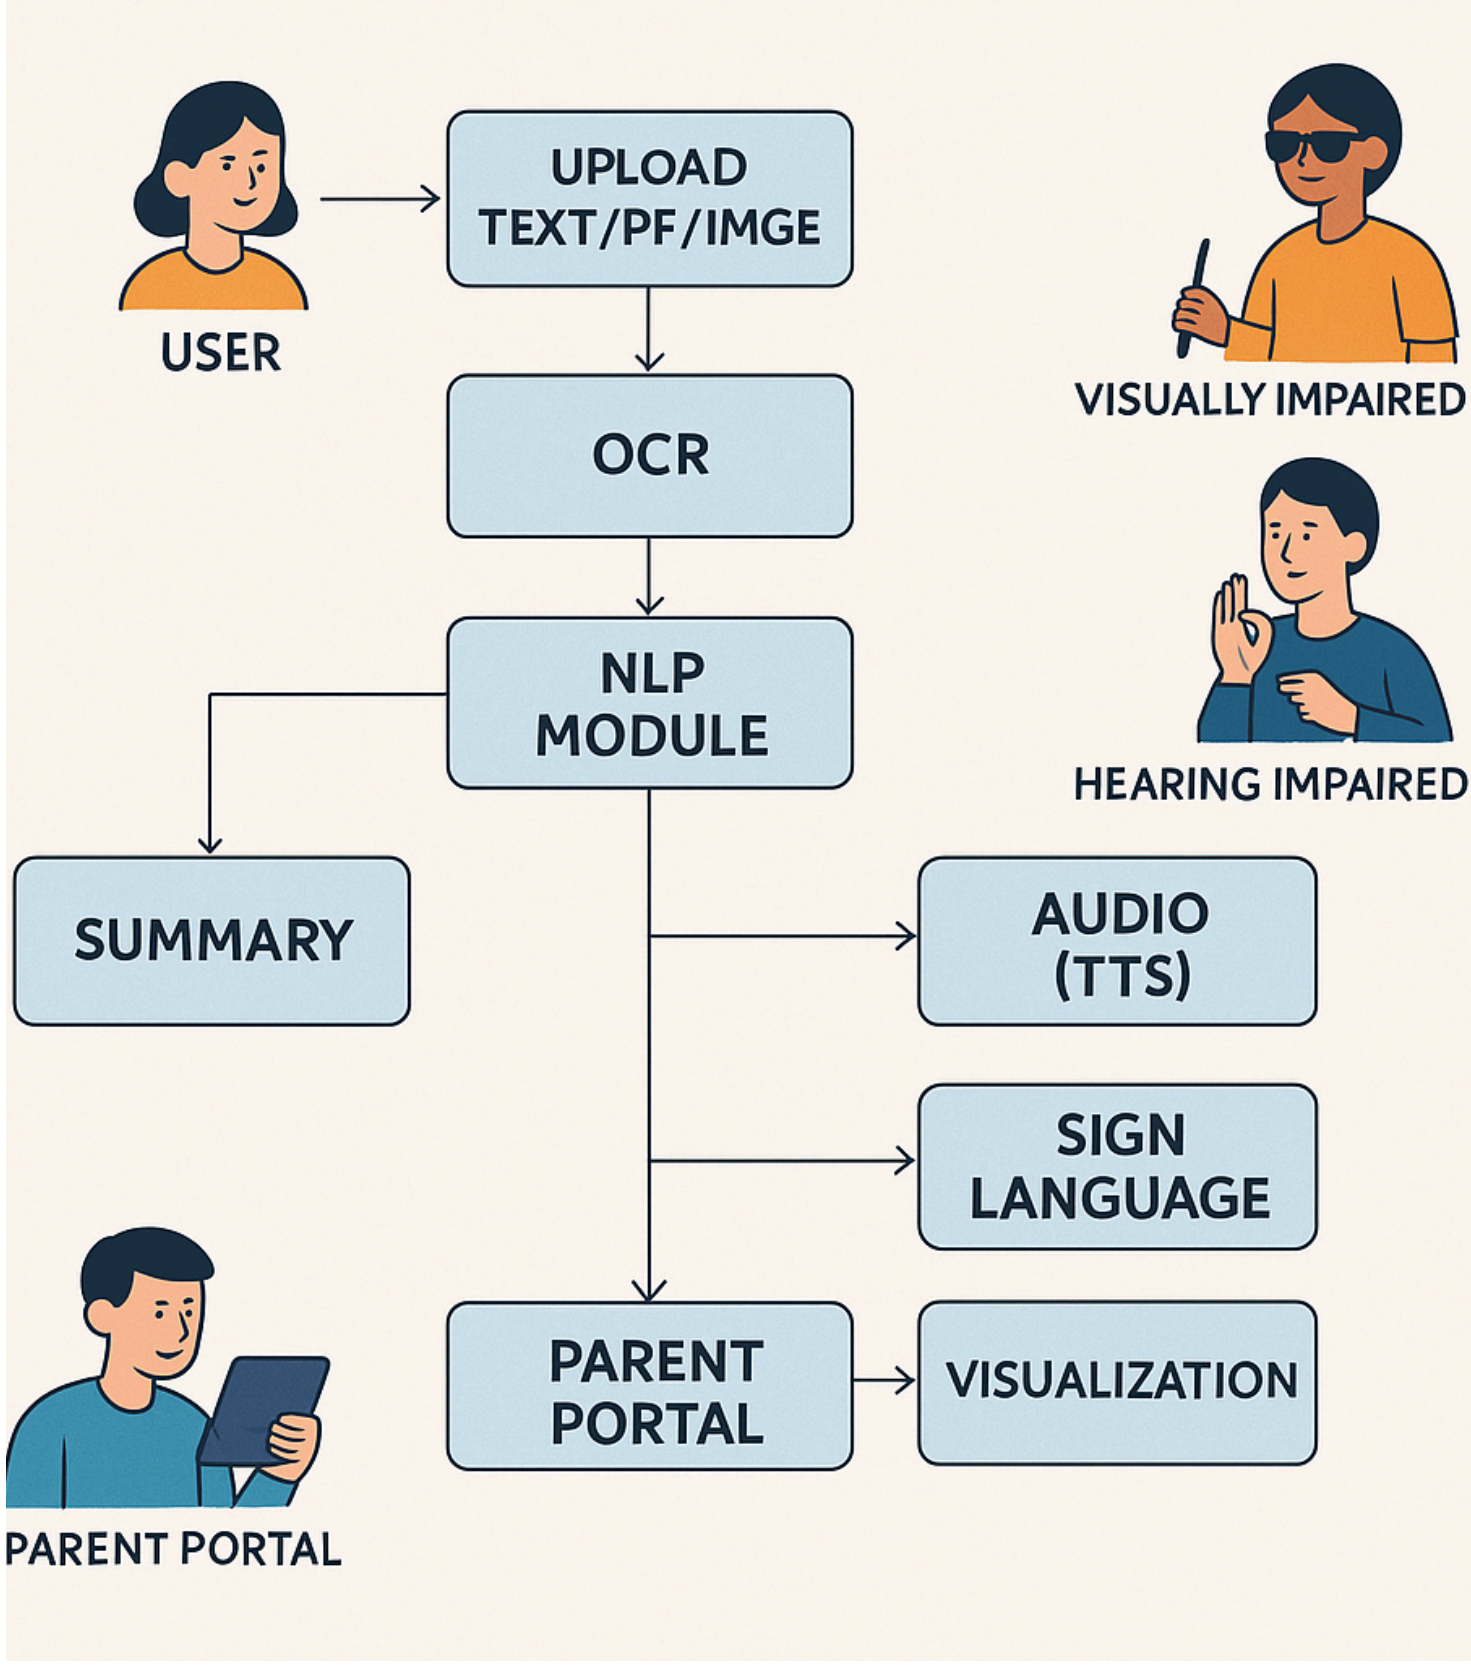 UPLOAD
TEXT/PF/IMGE
USER
VISUALLY IMPAIRED
OCR
HEARING IMPAIRED
NLP
MODULE
SUMMARY
AUDIO
(TTS)
SIGN
LANGUAGE
PARENT
PORTAL
VISUALIZATION
PARENT PORTAL